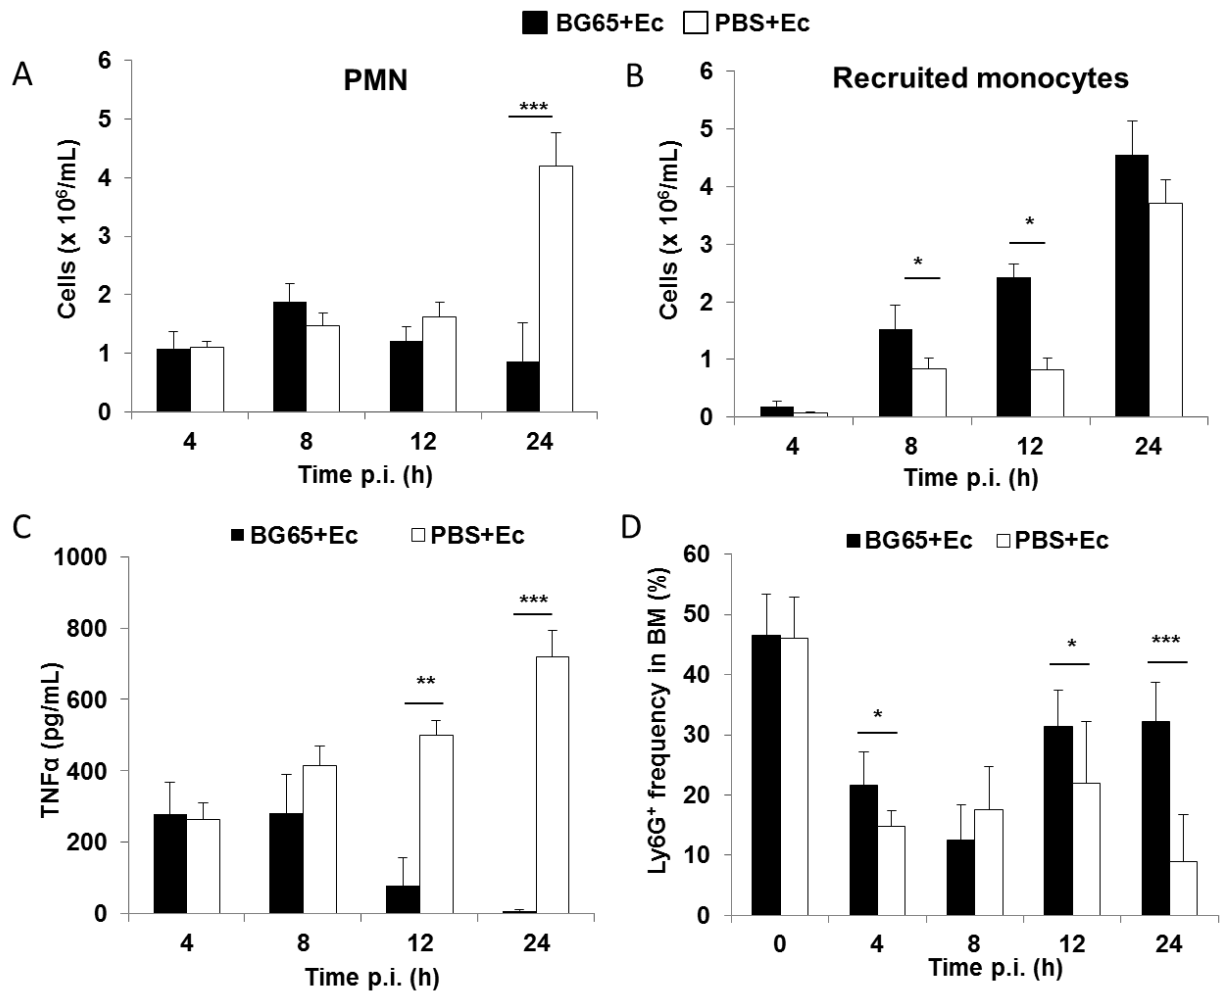 BG65+Ec PBS+Ec
A
PMN
Cells (x 10⁶/mL)
6
5
4
3
2
1
0
***
4 8 12 24
Time p.i. (h)
B
Recruited monocytes
Cells (x 10⁶/mL)
6
5
4
3
2
1
0
*
*
4 8 12 24
Time p.i. (h)
C
BG65+Ec PBS+Ec
TNFα (pg/mL)
1000
800
600
400
200
0
**
***
4 8 12 24
Time p.i. (h)
D
BG65+Ec PBS+Ec
Ly6G⁺ frequency in BM (%)
60
50
40
30
20
10
0
*
*
***
0 4 8 12 24
Time p.i. (h)